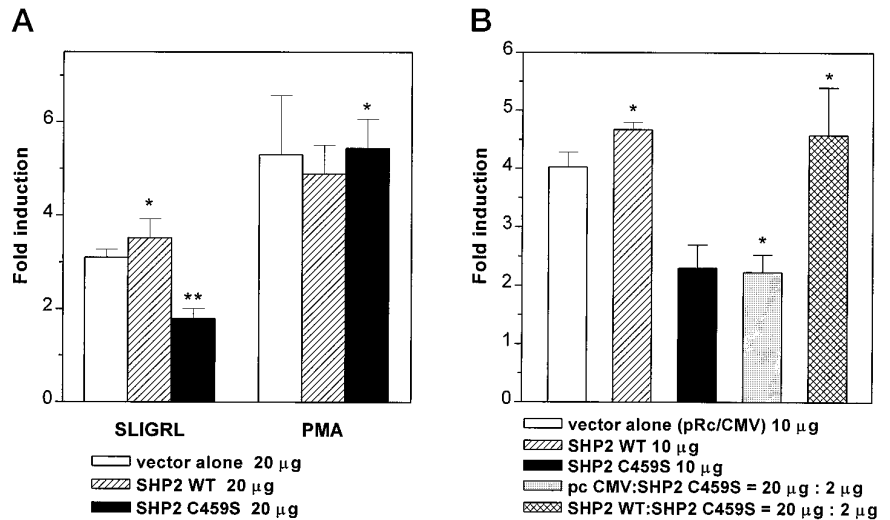 A
B
Fold induction
6
4
2
0
*
**
*
SLIGRL
PMA
vector alone 20 µg
SHP2 WT 20 µg
SHP2 C459S 20 µg
Fold induction
6
5
4
3
2
1
0
*
*
*
vector alone (pRc/CMV) 10 µg
SHP2 WT 10 µg
SHP2 C459S 10 µg
pc CMV:SHP2 C459S = 20 µg : 2 µg
SHP2 WT:SHP2 C459S = 20 µg : 2 µg